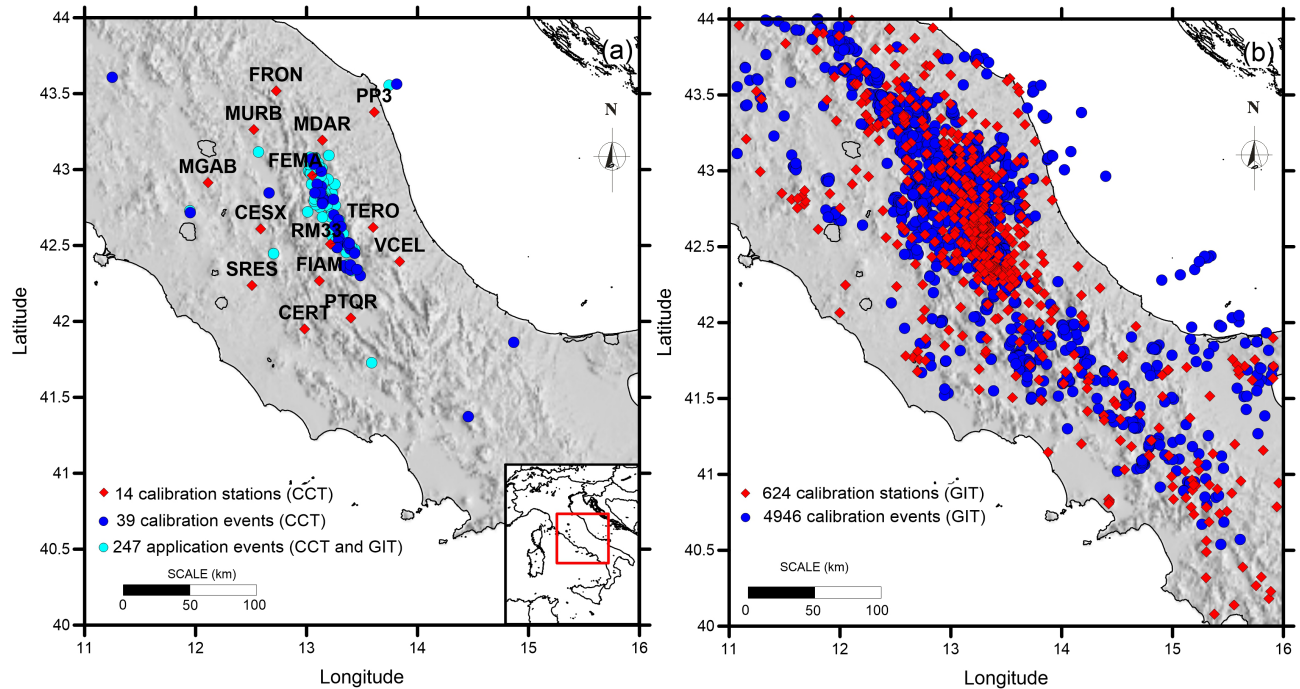 (a)
N
44
43.5
43
42.5
42
41.5
41
40.5
40
Latitude
FRON
PP3
MURB
MDAR
MGAB
FEMA
CESX
TERO
RM33
VCEL
SRES
FIAM
CERT
PTQR
14 calibration stations (CCT)
39 calibration events (CCT)
247 application events (CCT and GIT)
SCALE (km)
0 50 100
11 12 13 14 15 16
Longitude
(b)
N
44
43.5
43
42.5
42
41.5
41
40.5
40
Latitude
624 calibration stations (GIT)
4946 calibration events (GIT)
SCALE (km)
0 50 100
11 12 13 14 15 16
Longitude